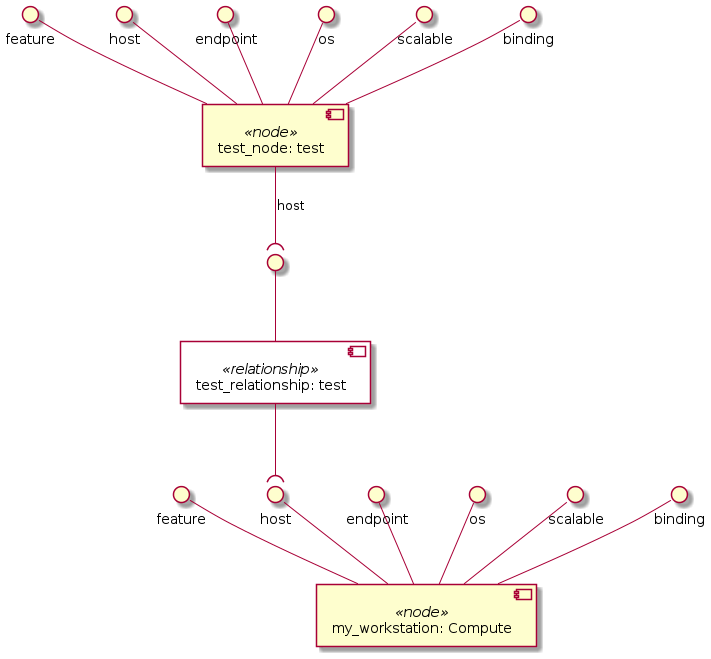 feature host endpoint os scalable binding
«node»
test_node: test
host
«relationship»
test_relationship: test
feature host endpoint os scalable binding
«node»
my_workstation: Compute